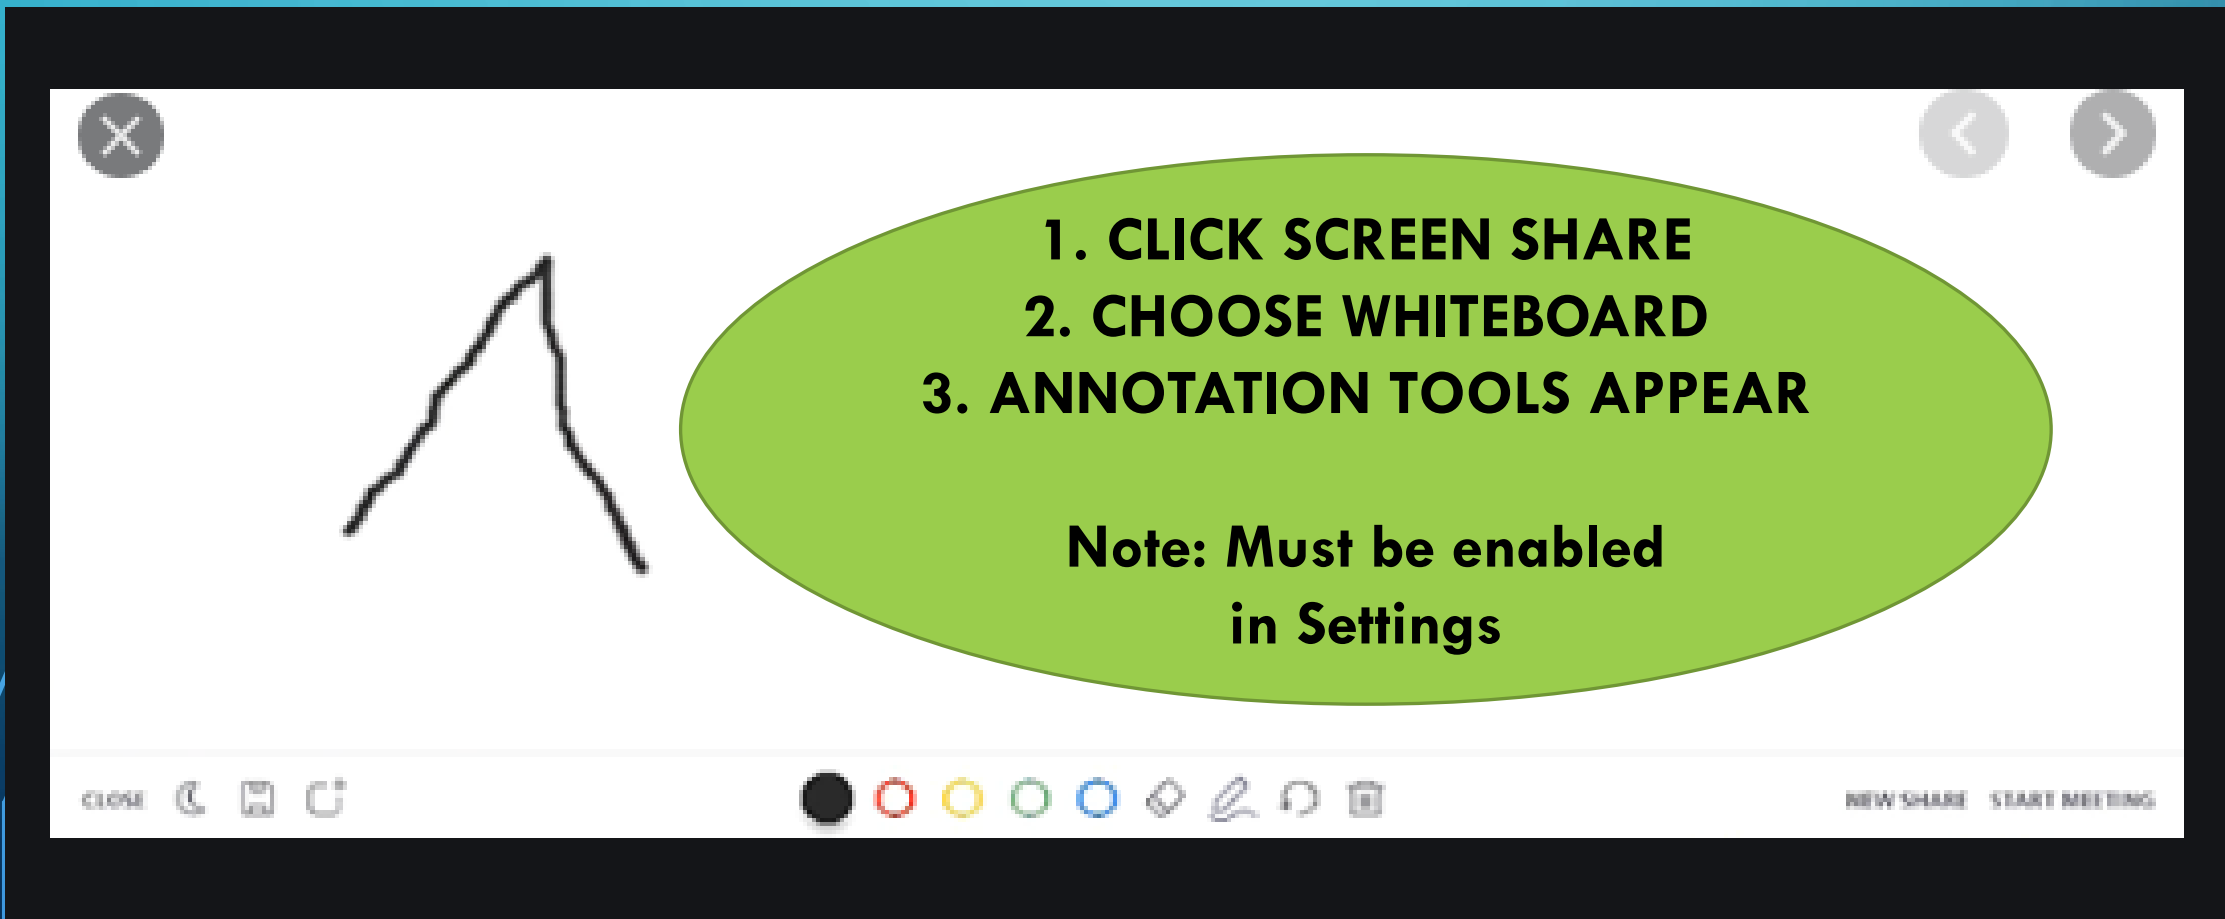 1. CLICK SCREEN SHARE
2. CHOOSE WHITEBOARD
3. ANNOTATION TOOLS APPEAR
Note: Must be enabled
in Settings
CLOSE
NEW SHARE START MEETING